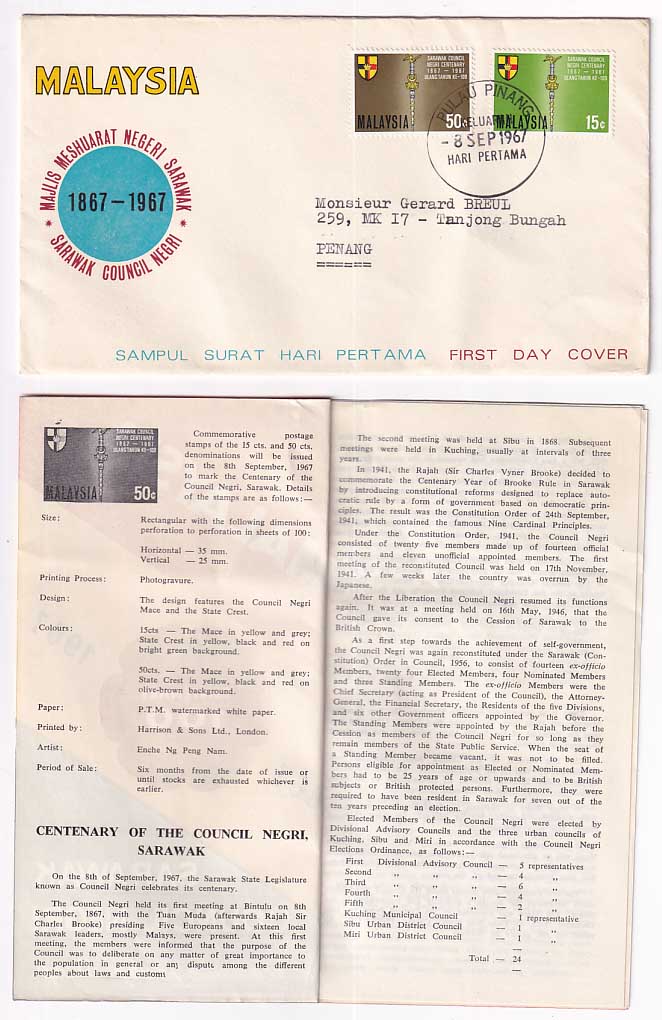 MALAYSIA
MAJLIS MESHUARAT NEGERI SARAWAK
1867-1967
* SARAWAK COUNCIL NEGRI *
SARAWAK COUNCIL
NEGRI CENTENARY
1867 - 1967
ULANG TAHUN KE-100
MALAYSIA 50c
SARAWAK COUNCIL
NEGRI CENTENARY
1867 - 1967
ULANG TAHUN KE-100
MALAYSIA 15c
PULAU PINANG
KELUARAN
- 8 SEP 1967
HARI PERTAMA
Monsieur Gerard BREUL
259, MK I7 - Tanjong Bungah
PENANG
SAMPUL SURAT HARI PERTAMA FIRST DAY COVER
SARAWAK COUNCIL
NEGRI CENTENARY
1867 - 1967
ULANG TAHUN KE-100
MALAYSIA 50c
Commemorative postage
stamps of the 15 cts. and 50 cts.
denominations will be issued
on the 8th September, 1967
to mark the Centenary of the
Council Negri, Sarawak. Details
of the stamps are as follows:—
Size: Rectangular with the following dimensions
perforation to perforation in sheets of 100:
Horizontal — 35 mm.
Vertical — 25 mm.
Printing Process: Photogravure.
Design: The design features the Council Negri
Mace and the State Crest.
Colours: 15cts — The Mace in yellow and grey;
State Crest in yellow, black and red on
bright green background.
50cts. — The Mace in yellow and grey;
State Crest in yellow, black and red on
olive-brown background.
Paper: P.T.M. watermarked white paper.
Printed by: Harrison & Sons Ltd., London.
Artist: Enche Ng Peng Nam.
Period of Sale: Six months from the date of issue or
until stocks are exhausted whichever is
earlier.
CENTENARY OF THE COUNCIL NEGRI,
SARAWAK
On the 8th of September, 1967, the Sarawak State Legislature
known as Council Negri celebrates its centenary.
The Council Negri held its first meeting at Bintulu on 8th
September, 1867, with the Tuan Muda (afterwards Rajah Sir
Charles Brooke) presiding Five Europeans and sixteen local
Sarawak leaders, mostly Malays, were present. At this first
meeting, the members were informed that the purpose of the
Council was to deliberate on any matter of great importance to
the population in general or any dispute among the different
peoples about laws and customs
The second meeting was held at Sibu in 1868. Subsequent
meetings were held in Kuching, usually at intervals of three
years.
In 1941, the Rajah (Sir Charles Vyner Brooke) decided to
commemorate the Centenary Year of Brooke Rule in Sarawak
by introducing constitutional reforms designed to replace auto-
cratic rule by a form of government based on democratic prin-
ciples. The result was the Constitution Order of 24th September,
1941, which contained the famous Nine Cardinal Principles.
Under the Constitution Order, 1941, the Council Negri
consisted of twenty five members made up of fourteen official
members and eleven unofficial appointed members. The first
meeting of the reconstituted Council was held on 17th November,
1941. A few weeks later the country was overrun by the
Japanese.
After the Liberation the Council Negri resumed its functions
again. It was at a meeting held on 16th May, 1946, that the
Council gave its consent to the Cession of Sarawak to the
British Crown.
As a first step towards the achievement of self-government,
the Council Negri was again reconstituted under the Sarawak (Con-
stitution) Order in Council, 1956, to consist of fourteen ex-officio
Members, twenty four Elected Members, four Nominated Members
and three Standing Members. The ex-officio Members were the
Chief Secretary (acting as President of the Council), the Attorney-
General, the Financial Secretary, the Residents of the five Divisions,
and six other Government officers appointed by the Governor.
The Standing Members were appointed by the Rajah before the
Cession as members of the Council Negri for so long as they
remain members of the State Public Service. When the seat of
a Standing Member became vacant, it was not to be filled.
Persons eligible for appointment as Elected or Nominated Mem-
bers had to be 25 years of age or upwards and to be British
subjects or British protected persons. Furthermore, they were
required to have been resident in Sarawak for seven out of the
ten years preceding an election.
Elected Members of the Council Negri were elected by
Divisional Advisory Councils and the three urban councils of
Kuching, Sibu and Miri in accordance with the Council Negri
Elections Ordinance, as follows:—
First Divisional Advisory Council — 5 representatives
Second ,, ,, ,, — 4 ,,
Third ,, ,, ,, — 6 ,,
Fourth ,, ,, ,, — 4 ,,
Fifth ,, ,, ,, — 2 ,,
Kuching Municipal Council — 1 representative
Sibu Urban District Council — 1 ,,
Miri Urban District Council — 1 ,,
Total — 24